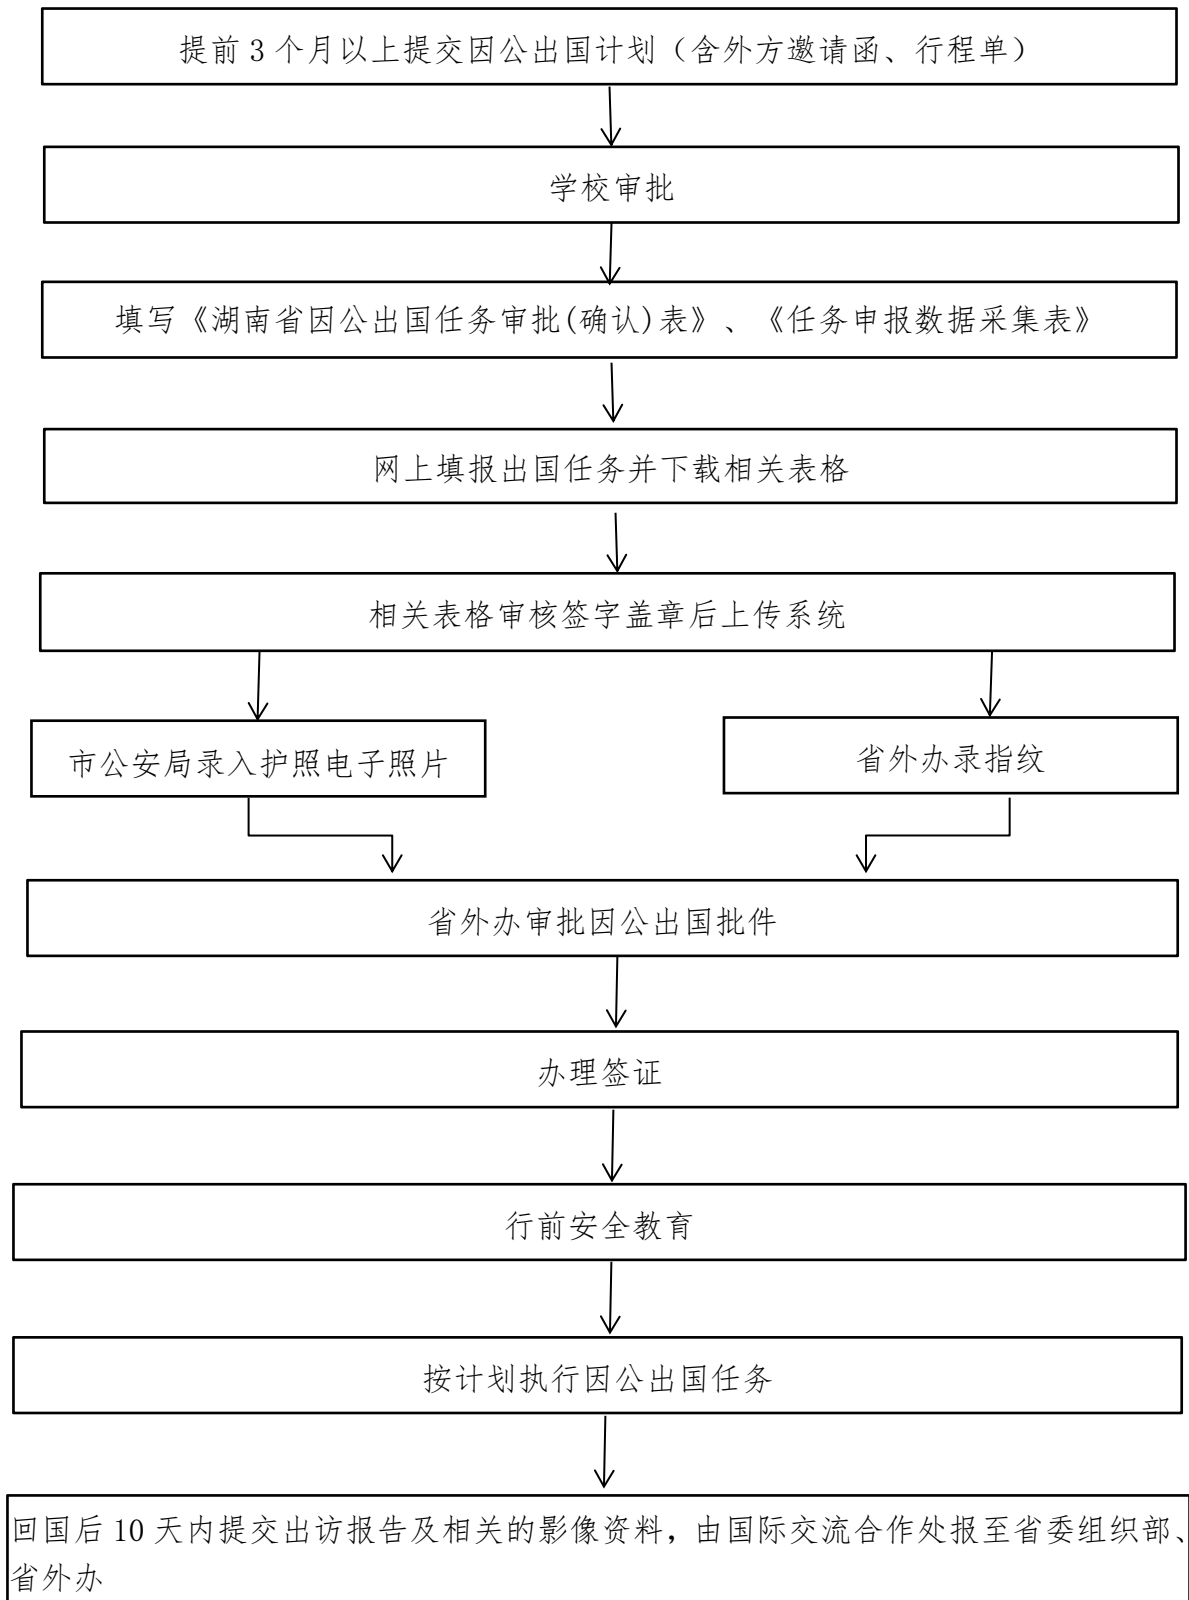 提前 3 个月以上提交因公出国计划（含外方邀请函、行程单）
学校审批
填写《湖南省因公出国任务审批(确认)表》、《任务申报数据采集表》
网上填报出国任务并下载相关表格
相关表格审核签字盖章后上传系统
市公安局录入护照电子照片
省外办录指纹
省外办审批因公出国批件
办理签证
行前安全教育
按计划执行因公出国任务
回国后 10 天内提交出访报告及相关的影像资料，由国际交流合作处报至省委组织部、
省外办